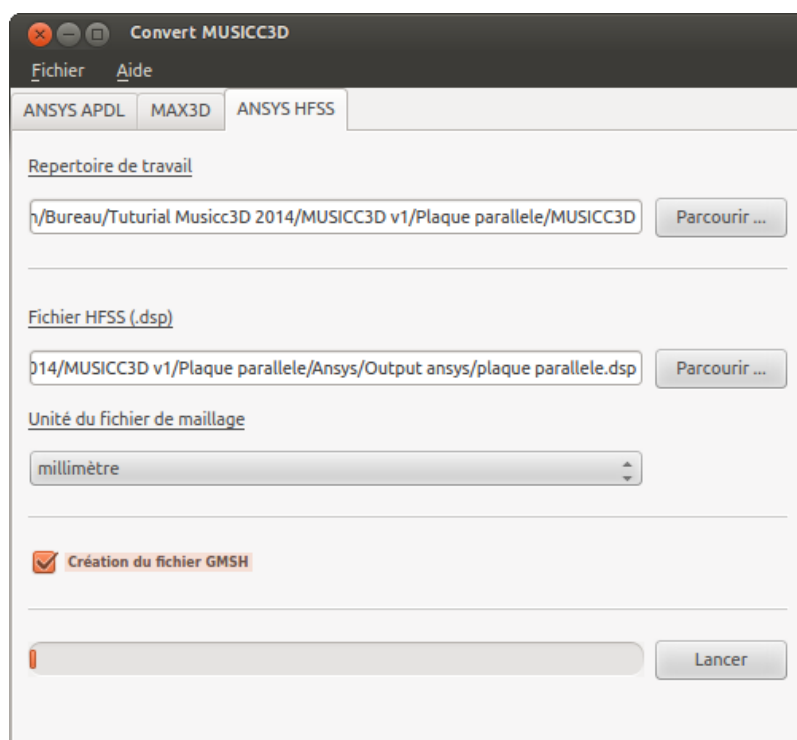 Convert MUSICC3D
Fichier Aide
ANSYS APDL MAX3D ANSYS HFSS
Repertoire de travail
/Bureau/Tuturial Musicc3D 2014/MUSICC3D v1/Plaque parallele/MUSICC3D Parcourir ...
Fichier HFSS (.dsp)
014/MUSICC3D v1/Plaque parallele/Ansys/Output ansys/plaque parallele.dsp Parcourir ...
Unité du fichier de maillage
millimètre
Création du fichier GMSH
Lancer